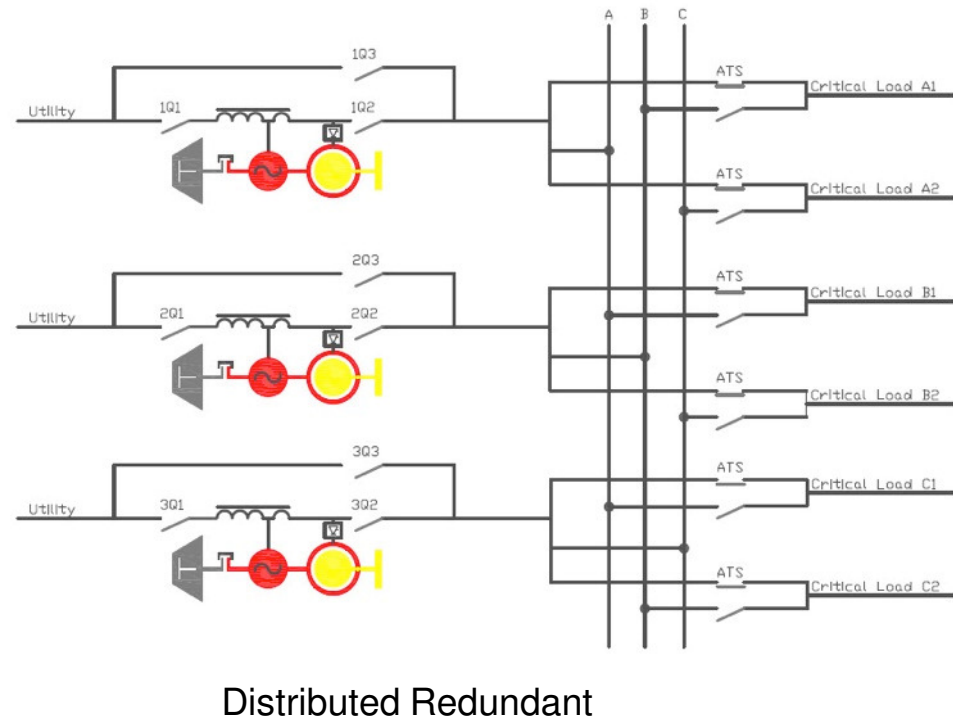 A B C
1Q3
ATS
Critical Load A1
Utility
1Q1
1Q2
ATS
Critical Load A2
2Q3
ATS
Critical Load B1
Utility
2Q1
2Q2
ATS
Critical Load B2
3Q3
ATS
Critical Load C1
Utility
3Q1
3Q2
ATS
Critical Load C2
Distributed Redundant